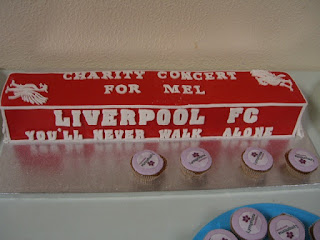 CHARITY CONCERT
FOR MEL
LIVERPOOL FC
YOU'LL NEVER WALK ALONE